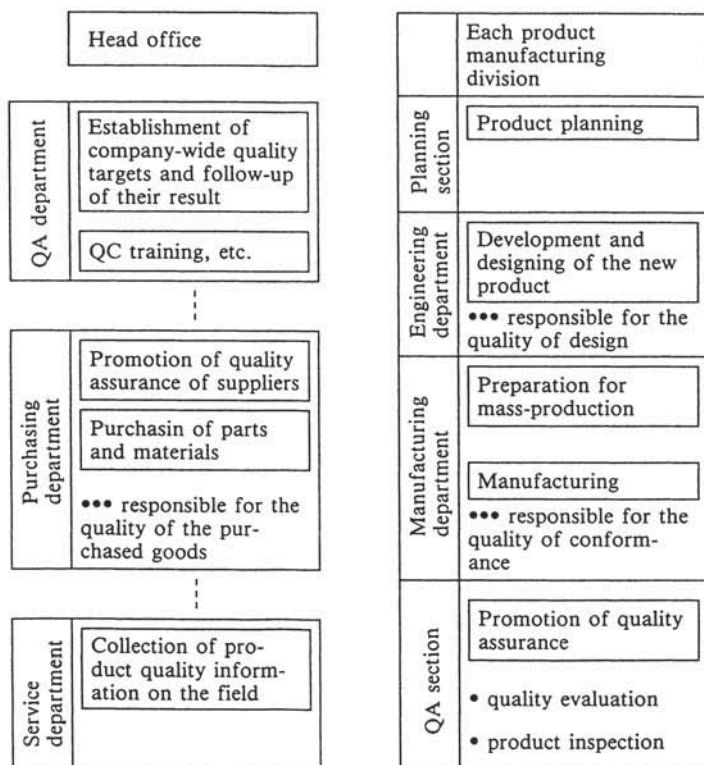 Head office
QA department
Establishment of
company-wide quality
targets and follow-up
of their result
QC training, etc.
Purchasing
department
Promotion of quality
assurance of suppliers
Purchasin of parts
and materials
••• responsible for the
quality of the pur-
chased goods
Service
department
Collection of pro-
duct quality inform-
ation on the field
Each product
manufacturing
division
Planning
section
Product planning
Engineering
department
Development and
designing of the new
product
••• responsible for the
quality of design
Manufacturing
department
Preparation for
mass-production
Manufacturing
••• responsible for the
quality of conform-
ance
QA section
Promotion of quality
assurance
• quality evaluation
• product inspection